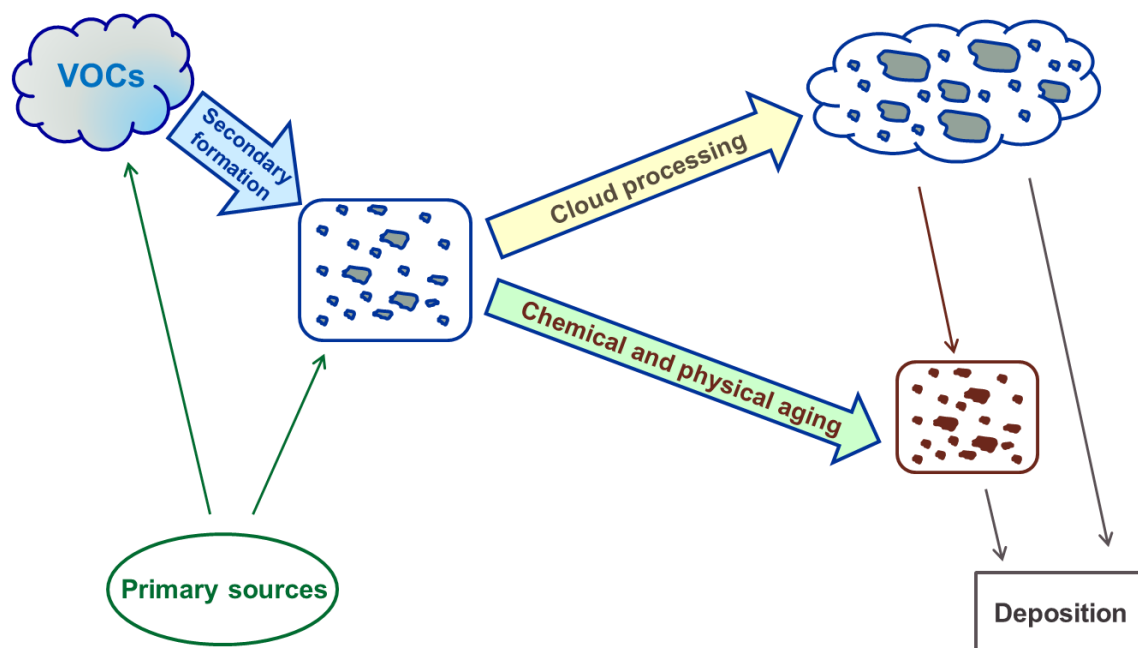 VOCs
Secondary
formation
Cloud processing
Chemical and physical aging
Primary sources
Deposition